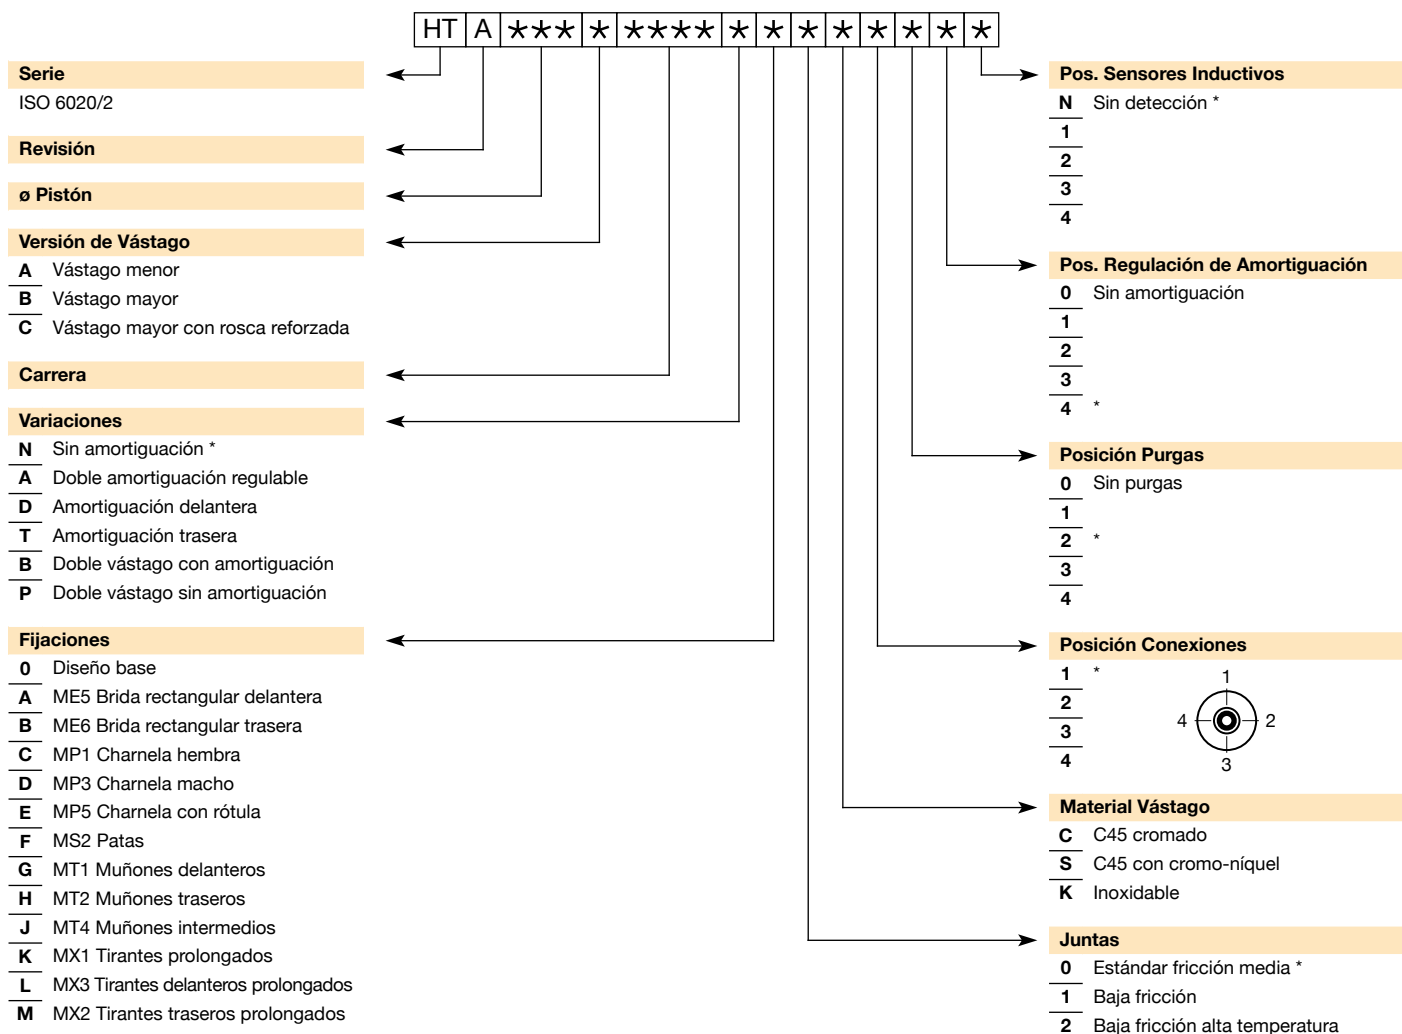 HT A *** * **** * * * * * * * *
Serie
ISO 6020/2
Revisión
ø Pistón
Versión de Vástago
A Vástago menor
B Vástago mayor
C Vástago mayor con rosca reforzada
Carrera
Variaciones
N Sin amortiguación *
A Doble amortiguación regulable
D Amortiguación delantera
T Amortiguación trasera
B Doble vástago con amortiguación
P Doble vástago sin amortiguación
Fijaciones
0 Diseño base
A ME5 Brida rectangular delantera
B ME6 Brida rectangular trasera
C MP1 Charnela hembra
D MP3 Charnela macho
E MP5 Charnela con rótula
F MS2 Patas
G MT1 Muñones delanteros
H MT2 Muñones traseros
J MT4 Muñones intermedios
K MX1 Tirantes prolongados
L MX3 Tirantes delanteros prolongados
M MX2 Tirantes traseros prolongados
Pos. Sensores Inductivos
N Sin detección *
1
2
3
4
Pos. Regulación de Amortiguación
0 Sin amortiguación
1
2
3
4 *
Posición Purgas
0 Sin purgas
1
2 *
3
4
Posición Conexiones
1 *
2
3
4
1
4 2
3
Material Vástago
C C45 cromado
S C45 con cromo-níquel
K Inoxidable
Juntas
0 Estándar fricción media *
1 Baja fricción
2 Baja fricción alta temperatura